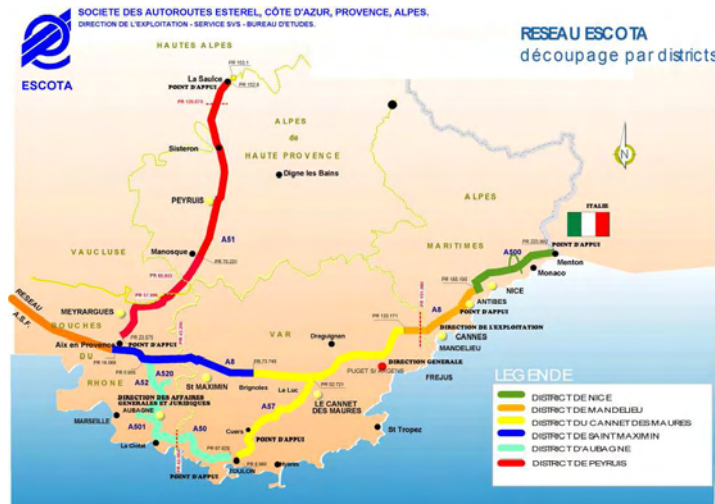 SOCIETE DES AUTOROUTES ESTEREL, CÔTE D'AZUR, PROVENCE, ALPES.
DIRECTION DE L'EXPLOITATION - SERVICE SVS - BUREAU D'ETUDES.
ESCOTA
RESEAU ESCOTA
découpage par districts
HAUTES ALPES
La Saulce
POINT D'APPUI
ALPES
de
HAUTE PROVENCE
Sisteron
Digne les Bains
PEYRUIS
ALPES
MARITIMES
ITALIE
A51
VAUCLUSE
Manosque
A500
POINT D'APPUI
Menton
Monaco
NICE
ANTIBES
POINT D'APPUI
RESEAU
A.S.F.
MEYRARGUES
BOUCHES
DU
RHONE
Aix en Provence
VAR
Draguignan
A8
DIRECTION DE L'EXPLOITATION
CANNES
MANDELIEU
DIRECTION GENERALE
PUGET S/ ARGENS
FREJUS
A8
A520
A52
St MAXIMIN
Brignoles
Le Luc
LE CANNET
DES MAURES
DIRECTION DES AFFAIRES
GENERALES ET JURIDIQUES
AUBAGNE
MARSEILLE
A501
A50
A57
Cuers
POINT D'APPUI
La Ciotat
POINT D'APPUI
TOULON
Hyères
St Tropez
LEGENDE
DISTRICT DE NICE
DISTRICT DE MANDELIEU
DISTRICT DU CANNET DES MAURES
DISTRICT DE SAINT MAXIMIN
DISTRICT D'AUBAGNE
DISTRICT DE PEYRUIS
N